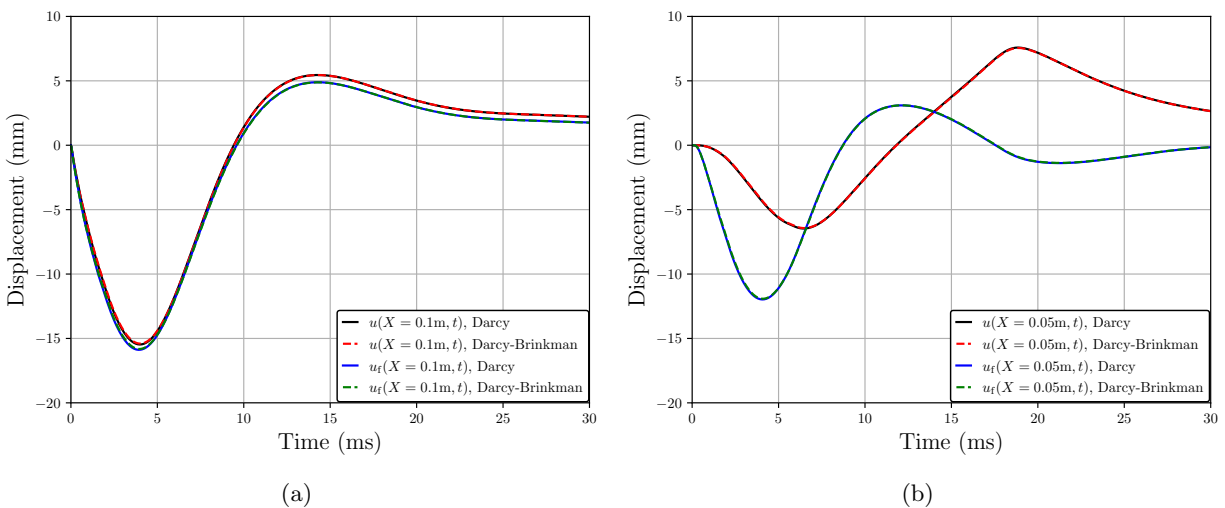 10
5
0
−5
−10
−15
−20
0 5 10 15 20 25 30
Displacement (mm)
Time (ms)
u(X = 0.1m, t), Darcy
u(X = 0.1m, t), Darcy-Brinkman
u_f(X = 0.1m, t), Darcy
u_f(X = 0.1m, t), Darcy-Brinkman
(a)
10
5
0
−5
−10
−15
−20
0 5 10 15 20 25 30
Displacement (mm)
Time (ms)
u(X = 0.05m, t), Darcy
u(X = 0.05m, t), Darcy-Brinkman
u_f(X = 0.05m, t), Darcy
u_f(X = 0.05m, t), Darcy-Brinkman
(b)